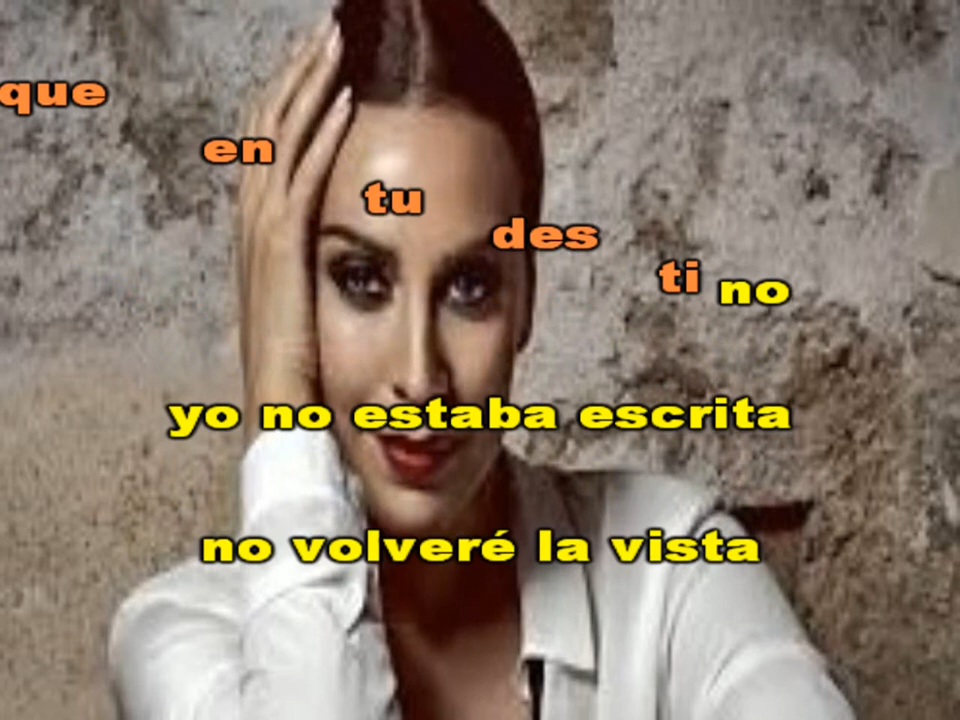 que en tu des ti no
yo no estaba escrita
no volveré la vista